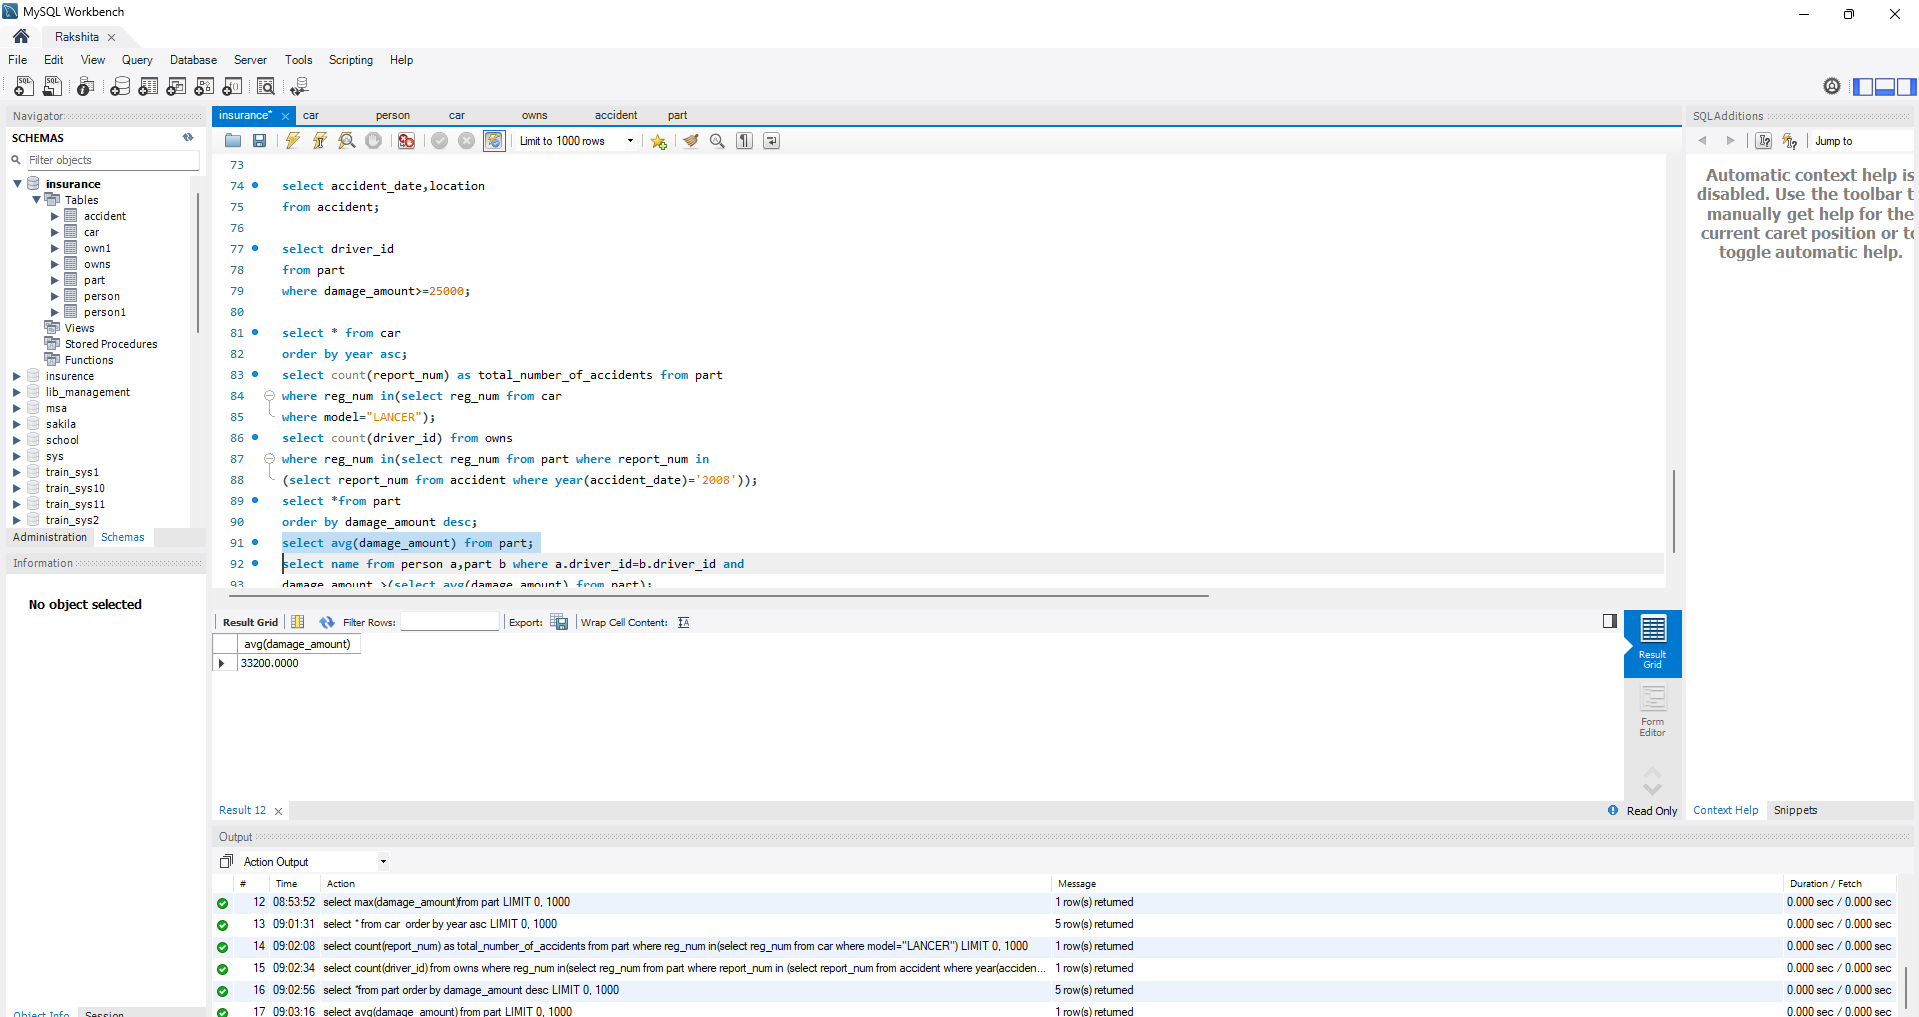 MySQL Workbench
Rakshita
File Edit View Query Database Server Tools Scripting Help
Navigator
SCHEMAS
Filter objects
insurance
Tables
accident
car
own1
owns
part
person
person1
Views
Stored Procedures
Functions
insurence
lib_management
msa
sakila
school
sys
train_sys1
train_sys10
train_sys11
train_sys2
Administration Schemas
Information
No object selected
Object Info Session
insurance* car person car owns accident part
Limit to 1000 rows
73
74 select accident_date,location
75 from accident;
76
77 select driver_id
78 from part
79 where damage_amount>=25000;
80
81 select * from car
82 order by year asc;
83 select count(report_num) as total_number_of_accidents from part
84 where reg_num in(select reg_num from car
85 where model="LANCER");
86 select count(driver_id) from owns
87 where reg_num in(select reg_num from part where report_num in
88 (select report_num from accident where year(accident_date)='2008'));
89 select *from part
90 order by damage_amount desc;
91 select avg(damage_amount) from part;
92 select name from person a,part b where a.driver_id=b.driver_id and
93 damage_amount >(select avg(damage_amount) from part);
Result Grid Filter Rows: Export: Wrap Cell Content:
avg(damage_amount)
33200.0000
Result Grid
Form Editor
Result 12
Read Only
SQLAdditions
Jump to
Automatic context help is
disabled. Use the toolbar t
manually get help for the
current caret position or to
toggle automatic help.
Context Help Snippets
Output
Action Output
# Time Action Message Duration / Fetch
12 08:53:52 select max(damage_amount)from part LIMIT 0, 1000 1 row(s) returned 0.000 sec / 0.000 sec
13 09:01:31 select * from car order by year asc LIMIT 0, 1000 5 row(s) returned 0.000 sec / 0.000 sec
14 09:02:08 select count(report_num) as total_number_of_accidents from part where reg_num in(select reg_num from car where model="LANCER") LIMIT 0, 1000 1 row(s) returned 0.000 sec / 0.000 sec
15 09:02:34 select count(driver_id) from owns where reg_num in(select reg_num from part where report_num in (select report_num from accident where year(acciden... 1 row(s) returned 0.000 sec / 0.000 sec
16 09:02:56 select *from part order by damage_amount desc LIMIT 0, 1000 5 row(s) returned 0.000 sec / 0.000 sec
17 09:03:16 select avg(damage_amount) from part LIMIT 0, 1000 1 row(s) returned 0.000 sec / 0.000 sec